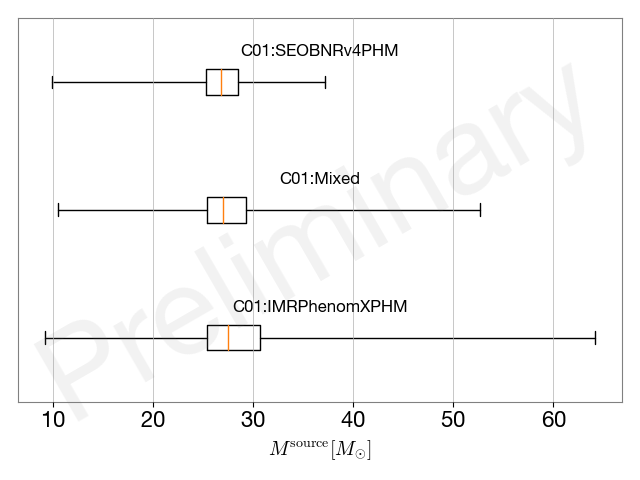 C01:SEOBNRv4PHM
C01:Mixed
C01:IMRPhenomXPHM
Preliminary
10 20 30 40 50 60
M^source [M_⊙]